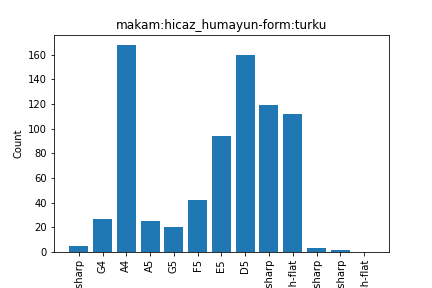 makam:hicaz_humayun-form:turku
160
140
120
100
80
60
40
20
0
Count
sharp
G4
A4
A5
G5
F5
E5
D5
sharp
h-flat
sharp
sharp
h-flat